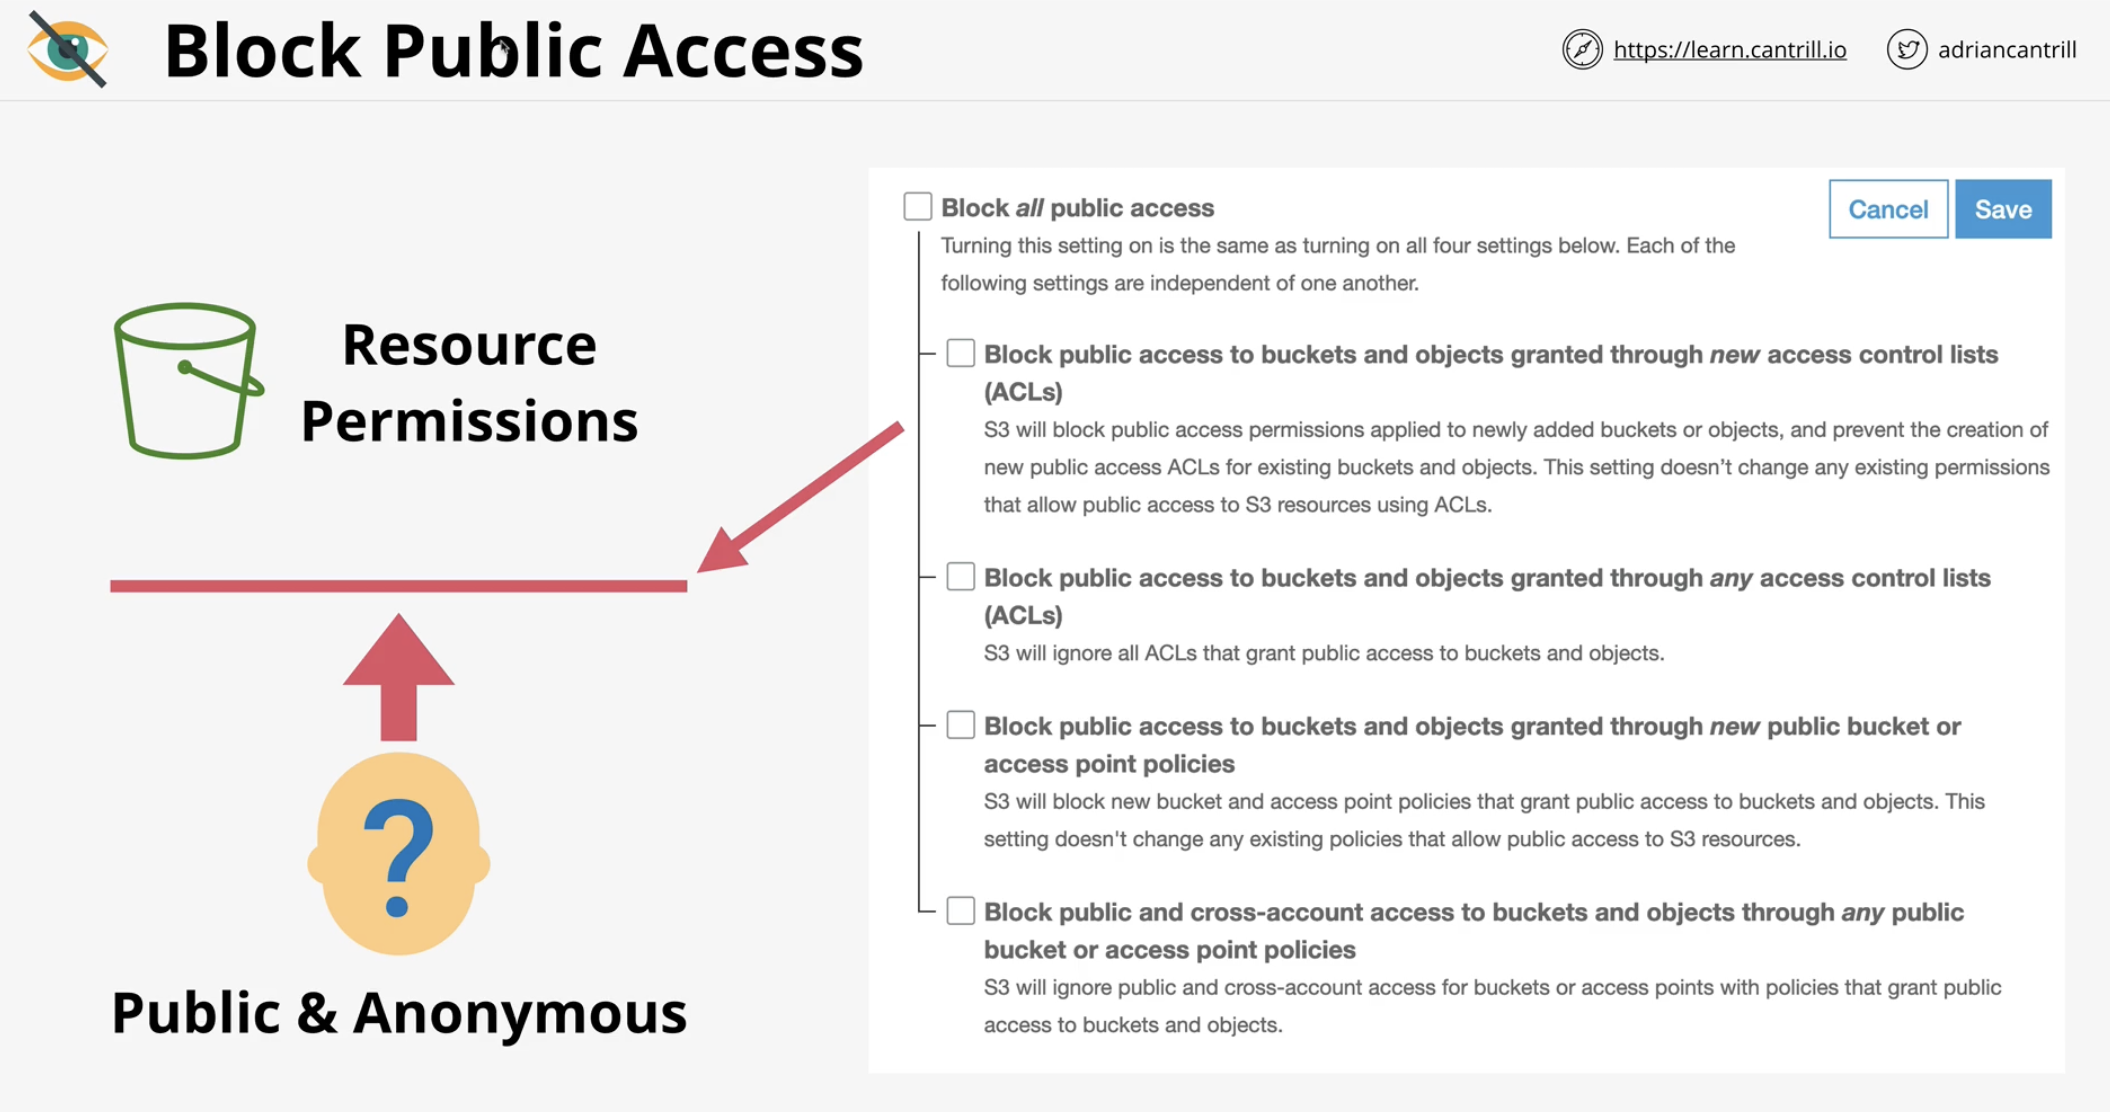 Block Public Access
https://learn.cantrill.io
adriancantrill
Resource
Permissions
?
Public & Anonymous
Block all public access
Cancel
Save
Turning this setting on is the same as turning on all four settings below. Each of the
following settings are independent of one another.
Block public access to buckets and objects granted through new access control lists
(ACLs)
S3 will block public access permissions applied to newly added buckets or objects, and prevent the creation of
new public access ACLs for existing buckets and objects. This setting doesn’t change any existing permissions
that allow public access to S3 resources using ACLs.
Block public access to buckets and objects granted through any access control lists
(ACLs)
S3 will ignore all ACLs that grant public access to buckets and objects.
Block public access to buckets and objects granted through new public bucket or
access point policies
S3 will block new bucket and access point policies that grant public access to buckets and objects. This
setting doesn't change any existing policies that allow public access to S3 resources.
Block public and cross-account access to buckets and objects through any public
bucket or access point policies
S3 will ignore public and cross-account access for buckets or access points with policies that grant public
access to buckets and objects.